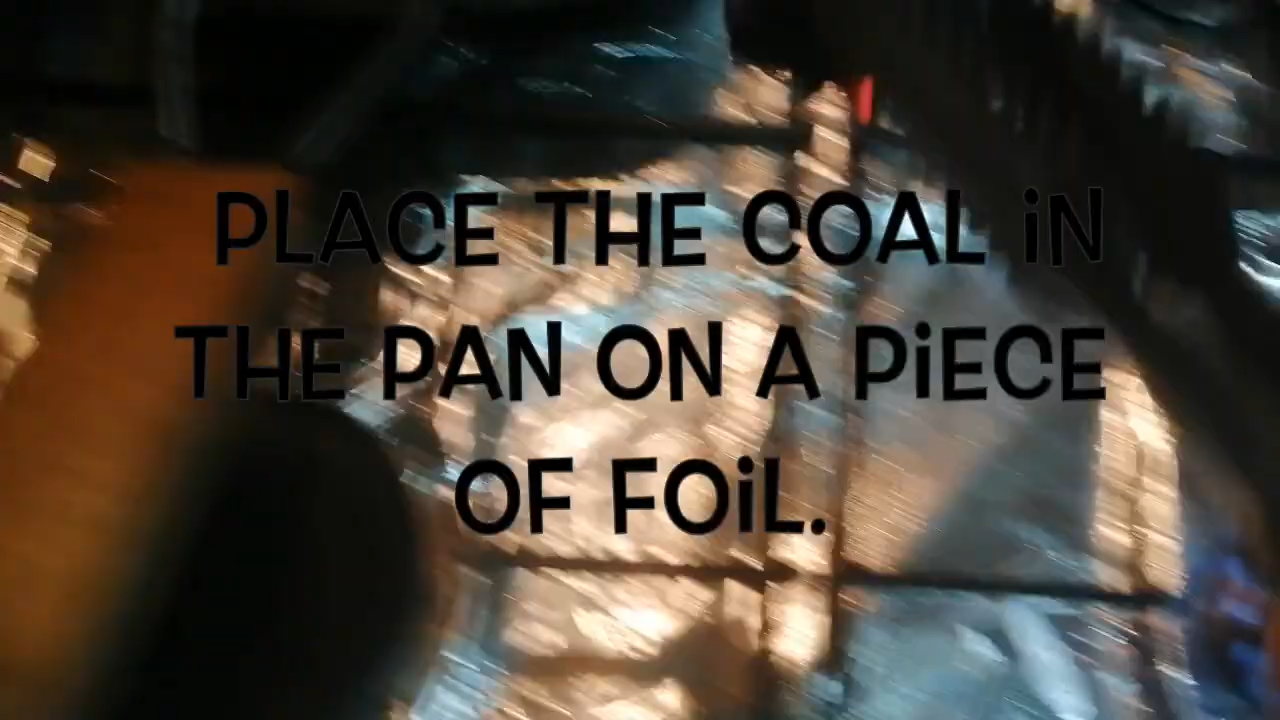 PLACE THE COAL iN
THE PAN ON A PiECE
OF FOiL.